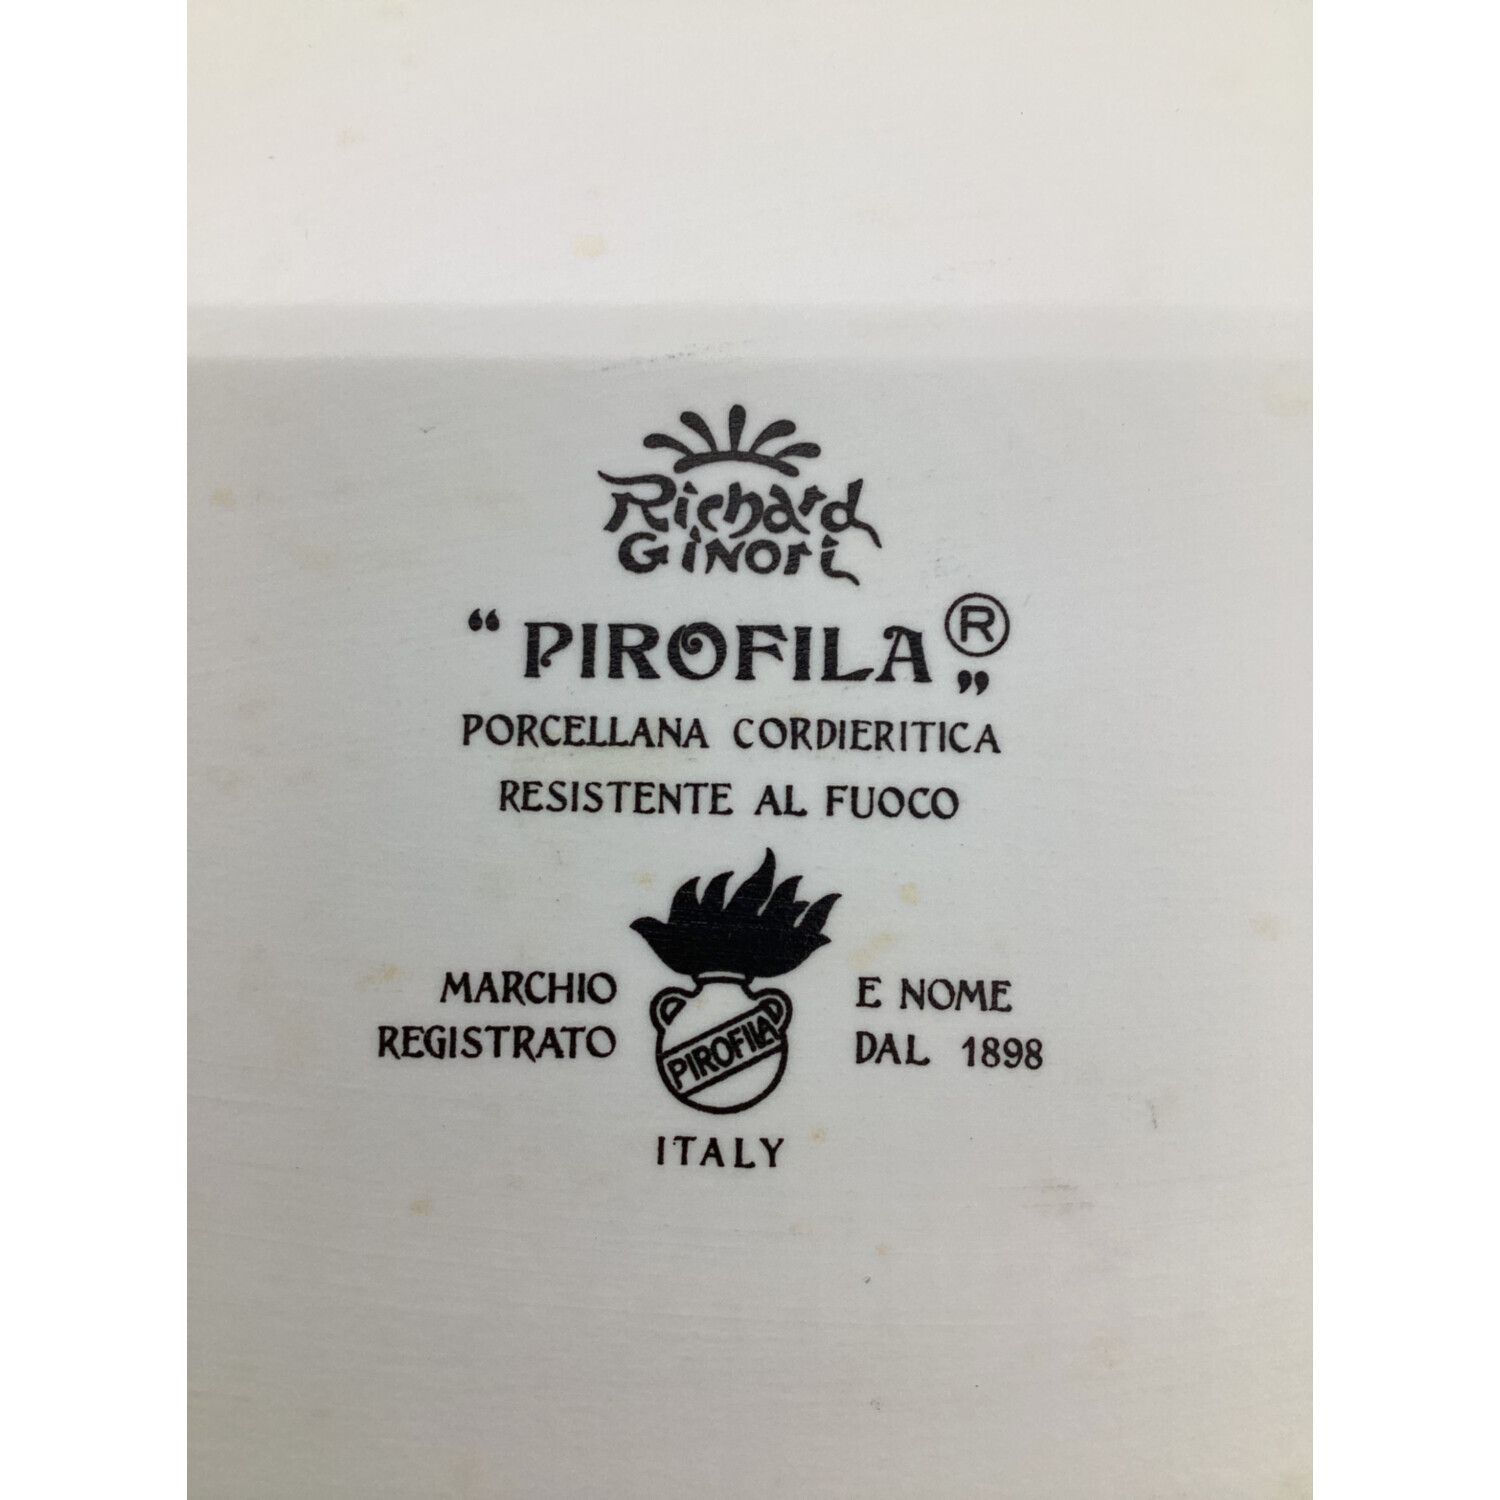 Richard
Ginori
“PIROFILA®”
PORCELLANA CORDIERITICA
RESISTENTE AL FUOCO
MARCHIO
REGISTRATO
PIROFILA
E NOME
DAL 1898
ITALY